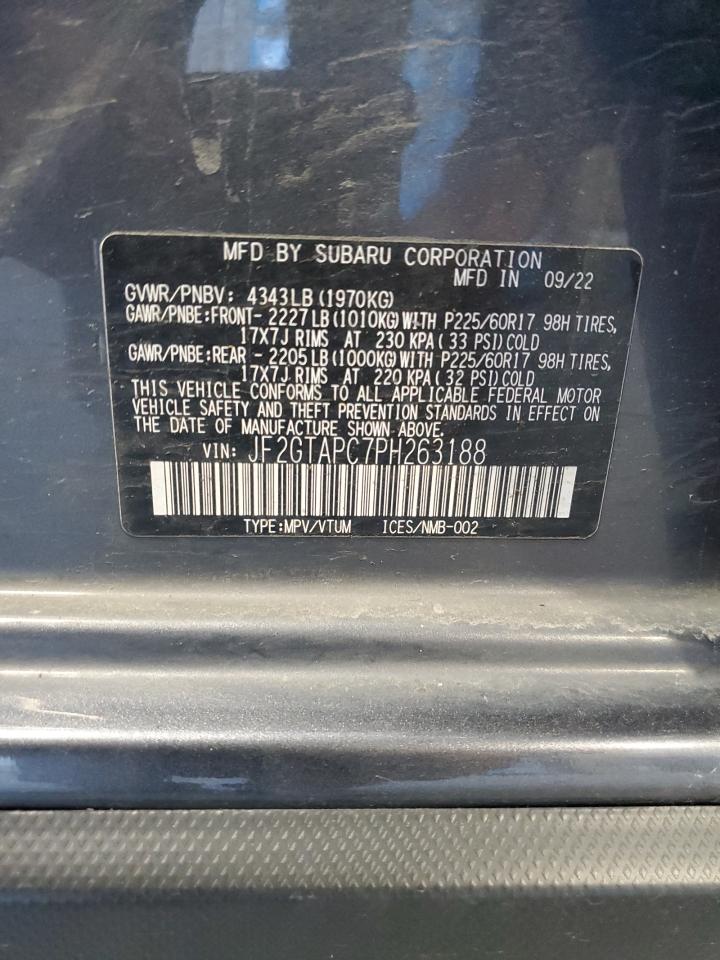 MFD BY SUBARU CORPORATION
MFD IN 09/22
GVWR/PNBV: 4343LB(1970KG)
GAWR/PNBE:FRONT- 2227LB(1010KG)WITH P225/60R17 98H TIRES,
17X7J RIMS AT 230 KPA(33 PSI)COLD
GAWR/PNBE:REAR - 2205LB(1000KG)WITH P225/60R17 98H TIRES,
17X7J RIMS AT 220 KPA(32 PSI)COLD
THIS VEHICLE CONFORMS TO ALL APPLICABLE FEDERAL MOTOR
VEHICLE SAFETY AND THEFT PREVENTION STANDARDS IN EFFECT ON
THE DATE OF MANUFACTURE SHOWN ABOVE.
VIN: JF2GTAPC7PH263188
TYPE:MPV/VTUM ICES/NMB-002